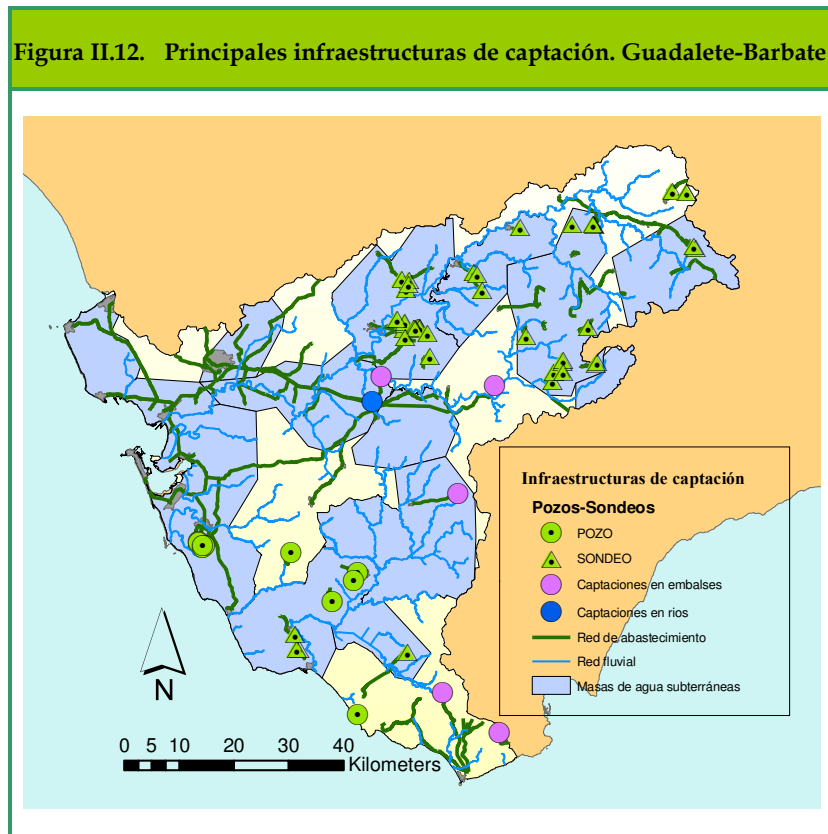 Figura II.12. Principales infraestructuras de captación. Guadalete-Barbate
Infraestructuras de captación
Pozos-Sondeos
POZO
SONDEO
Captaciones en embalses
Captaciones en rios
Red de abastecimiento
Red fluvial
Masas de agua subterráneas
N
0 5 10 20 30 40
Kilometers